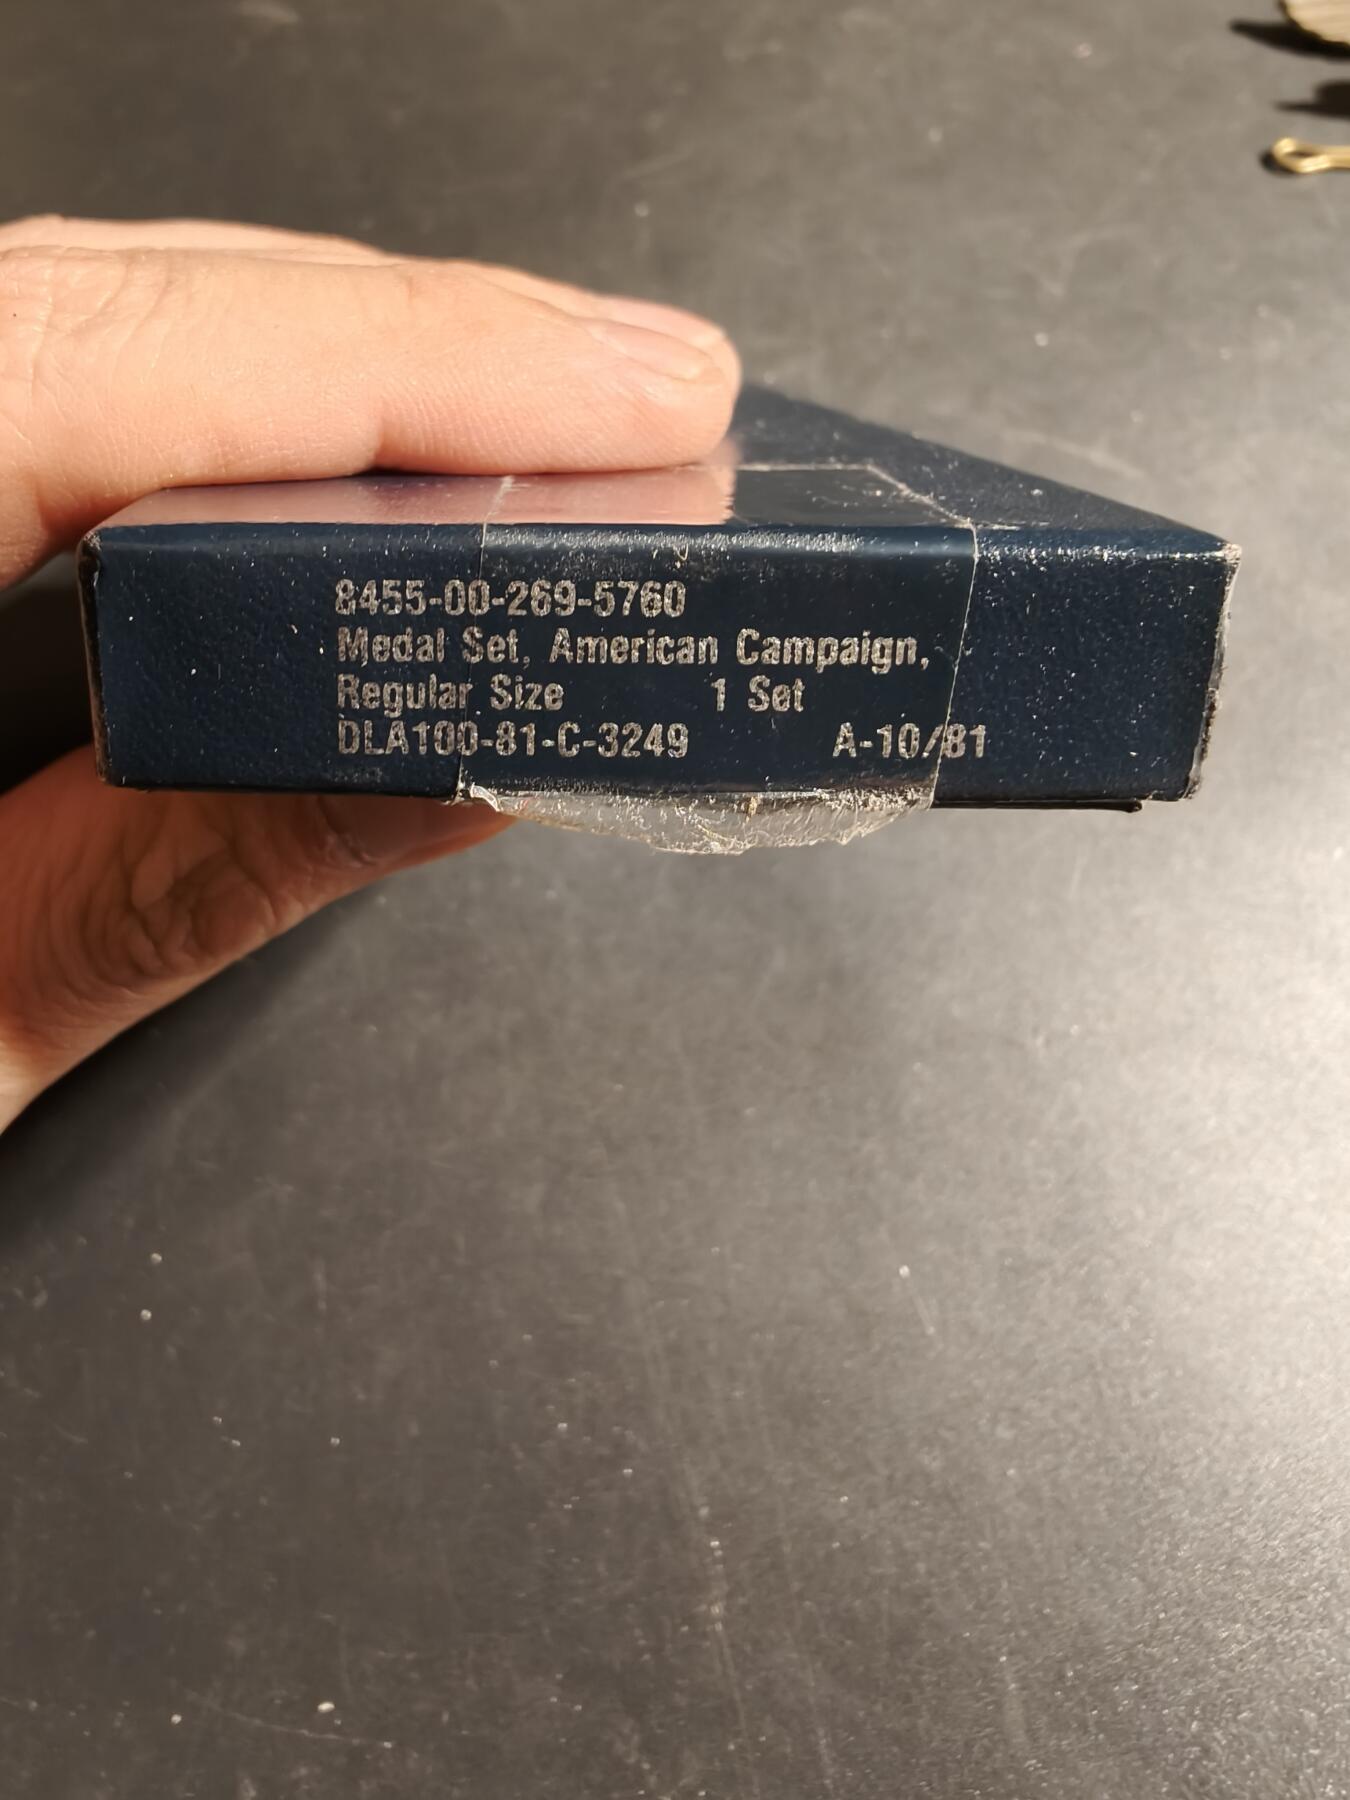 8455-00-269-5760
Medal Set, American Campaign,
Regular Size 1 Set
DLA100-81-C-3249 A-10/81